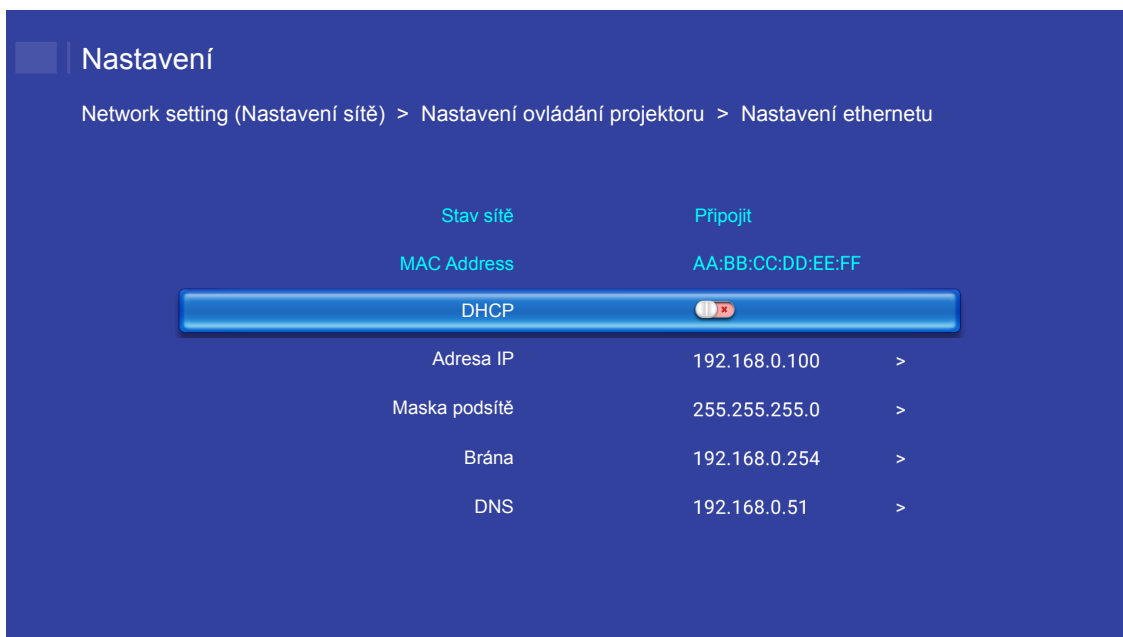 Nastavení
Network setting (Nastavení sítě) > Nastavení ovládání projektoru > Nastavení ethernetu
Stav sítě Připojit
MAC Address AA:BB:CC:DD:EE:FF
DHCP
Adresa IP 192.168.0.100 >
Maska podsítě 255.255.255.0 >
Brána 192.168.0.254 >
DNS 192.168.0.51 >